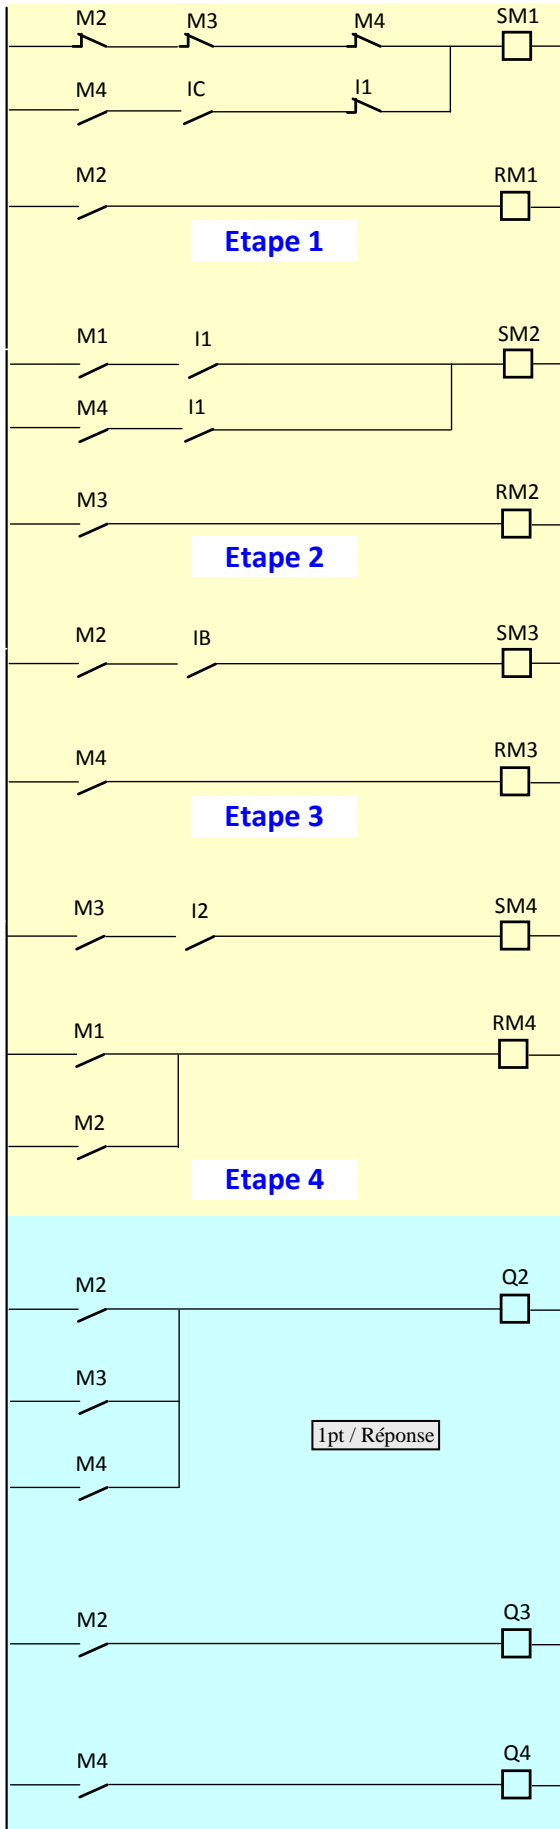 M2 M3 M4 SM1
M4 IC I1
M2 RM1
Etape 1
M1 I1 SM2
M4 I1
M3 RM2
Etape 2
M2 IB SM3
M4 RM3
Etape 3
M3 I2 SM4
M1 RM4
M2
Etape 4
M2 Q2
M3
1pt / Réponse
M4
M2 Q3
M4 Q4